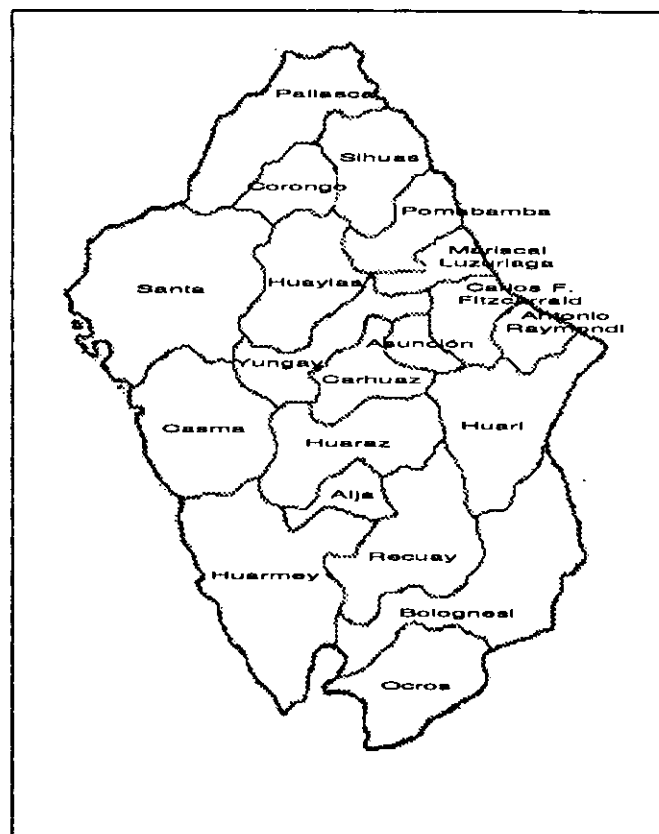 Pallasca
Sihuas
Corongo
Pomabamba
Mariscal
Luzuriaga
Santa
Huaylas
Carlos F.
Fitzcarrald
Antonio
Raymondi
Asunción
Yungay
Carhuaz
Casma
Huaraz
Huari
Aija
Recuay
Huarmey
Bolognesi
Ocros